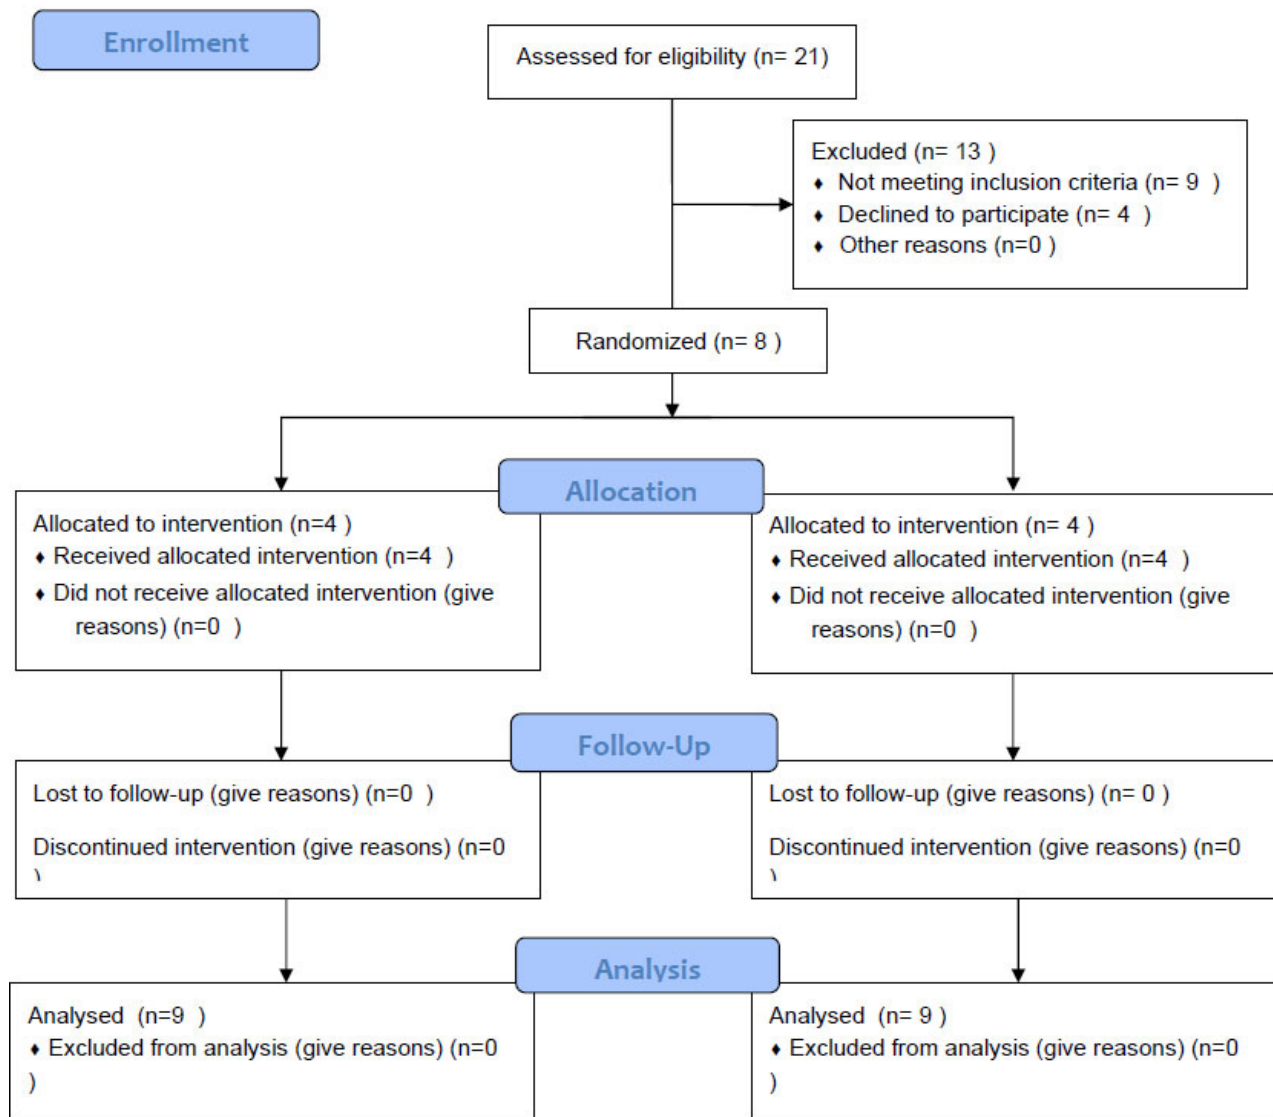 Enrollment
Assessed for eligibility (n= 21)
Excluded (n= 13 )
♦ Not meeting inclusion criteria (n= 9 )
♦ Declined to participate (n= 4 )
♦ Other reasons (n=0 )
Randomized (n= 8 )
Allocation
Allocated to intervention (n=4 )
♦ Received allocated intervention (n=4 )
♦ Did not receive allocated intervention (give
reasons) (n=0 )
Allocated to intervention (n= 4 )
♦ Received allocated intervention (n=4 )
♦ Did not receive allocated intervention (give
reasons) (n=0 )
Follow-Up
Lost to follow-up (give reasons) (n=0 )
Discontinued intervention (give reasons) (n=0
)
Lost to follow-up (give reasons) (n= 0 )
Discontinued intervention (give reasons) (n=0
)
Analysis
Analysed (n=9 )
♦ Excluded from analysis (give reasons) (n=0
)
Analysed (n= 9 )
♦ Excluded from analysis (give reasons) (n=0
)